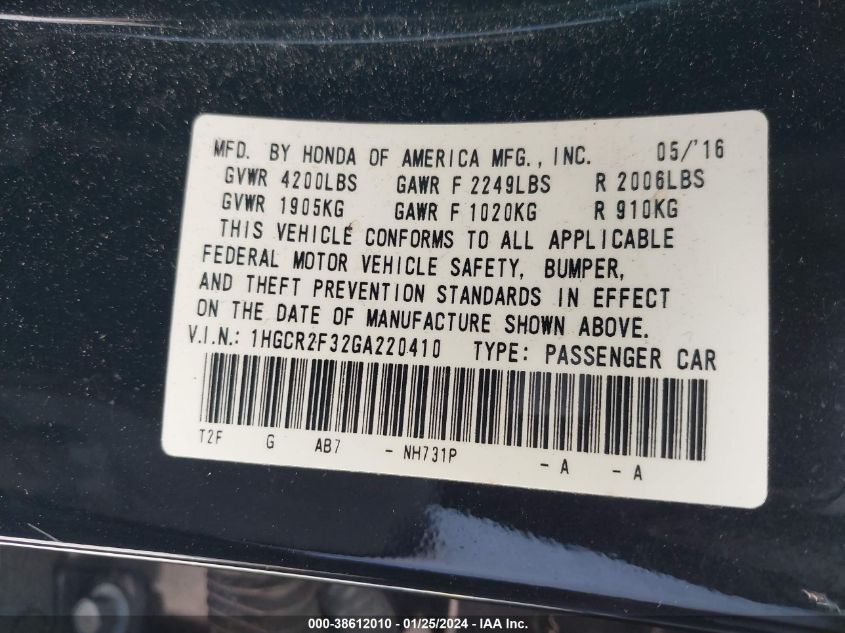 MFD. BY HONDA OF AMERICA MFG., INC. 05/'16
GVWR 4200LBS GAWR F 2249LBS R 2006LBS
GVWR 1905KG GAWR F 1020KG R 910KG
THIS VEHICLE CONFORMS TO ALL APPLICABLE
FEDERAL MOTOR VEHICLE SAFETY, BUMPER,
AND THEFT PREVENTION STANDARDS IN EFFECT
ON THE DATE OF MANUFACTURE SHOWN ABOVE.
V.I.N.: 1HGCR2F32GA220410 TYPE: PASSENGER CAR
T2F G AB7 - NH731P - A - A
000-38612010 - 01/25/2024 - IAA Inc.